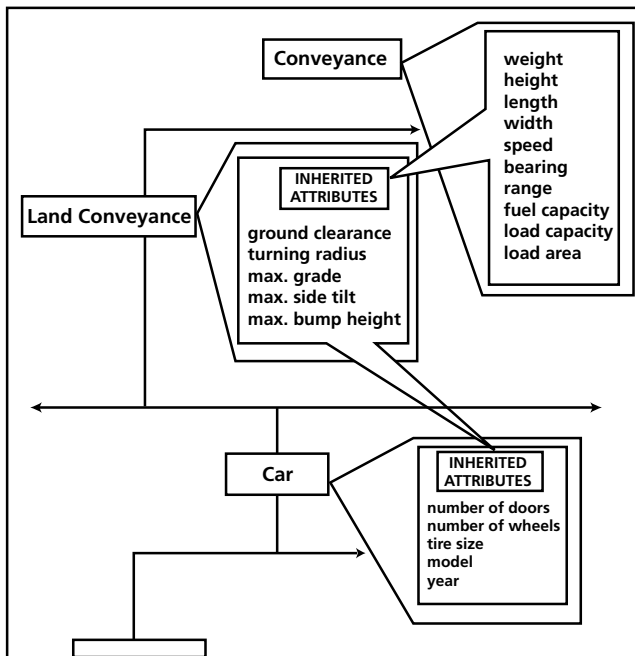 Conveyance
weight
height
length
width
speed
bearing
range
fuel capacity
load capacity
load area
Land Conveyance
INHERITED
ATTRIBUTES
ground clearance
turning radius
max. grade
max. side tilt
max. bump height
Car
INHERITED
ATTRIBUTES
number of doors
number of wheels
tire size
model
year